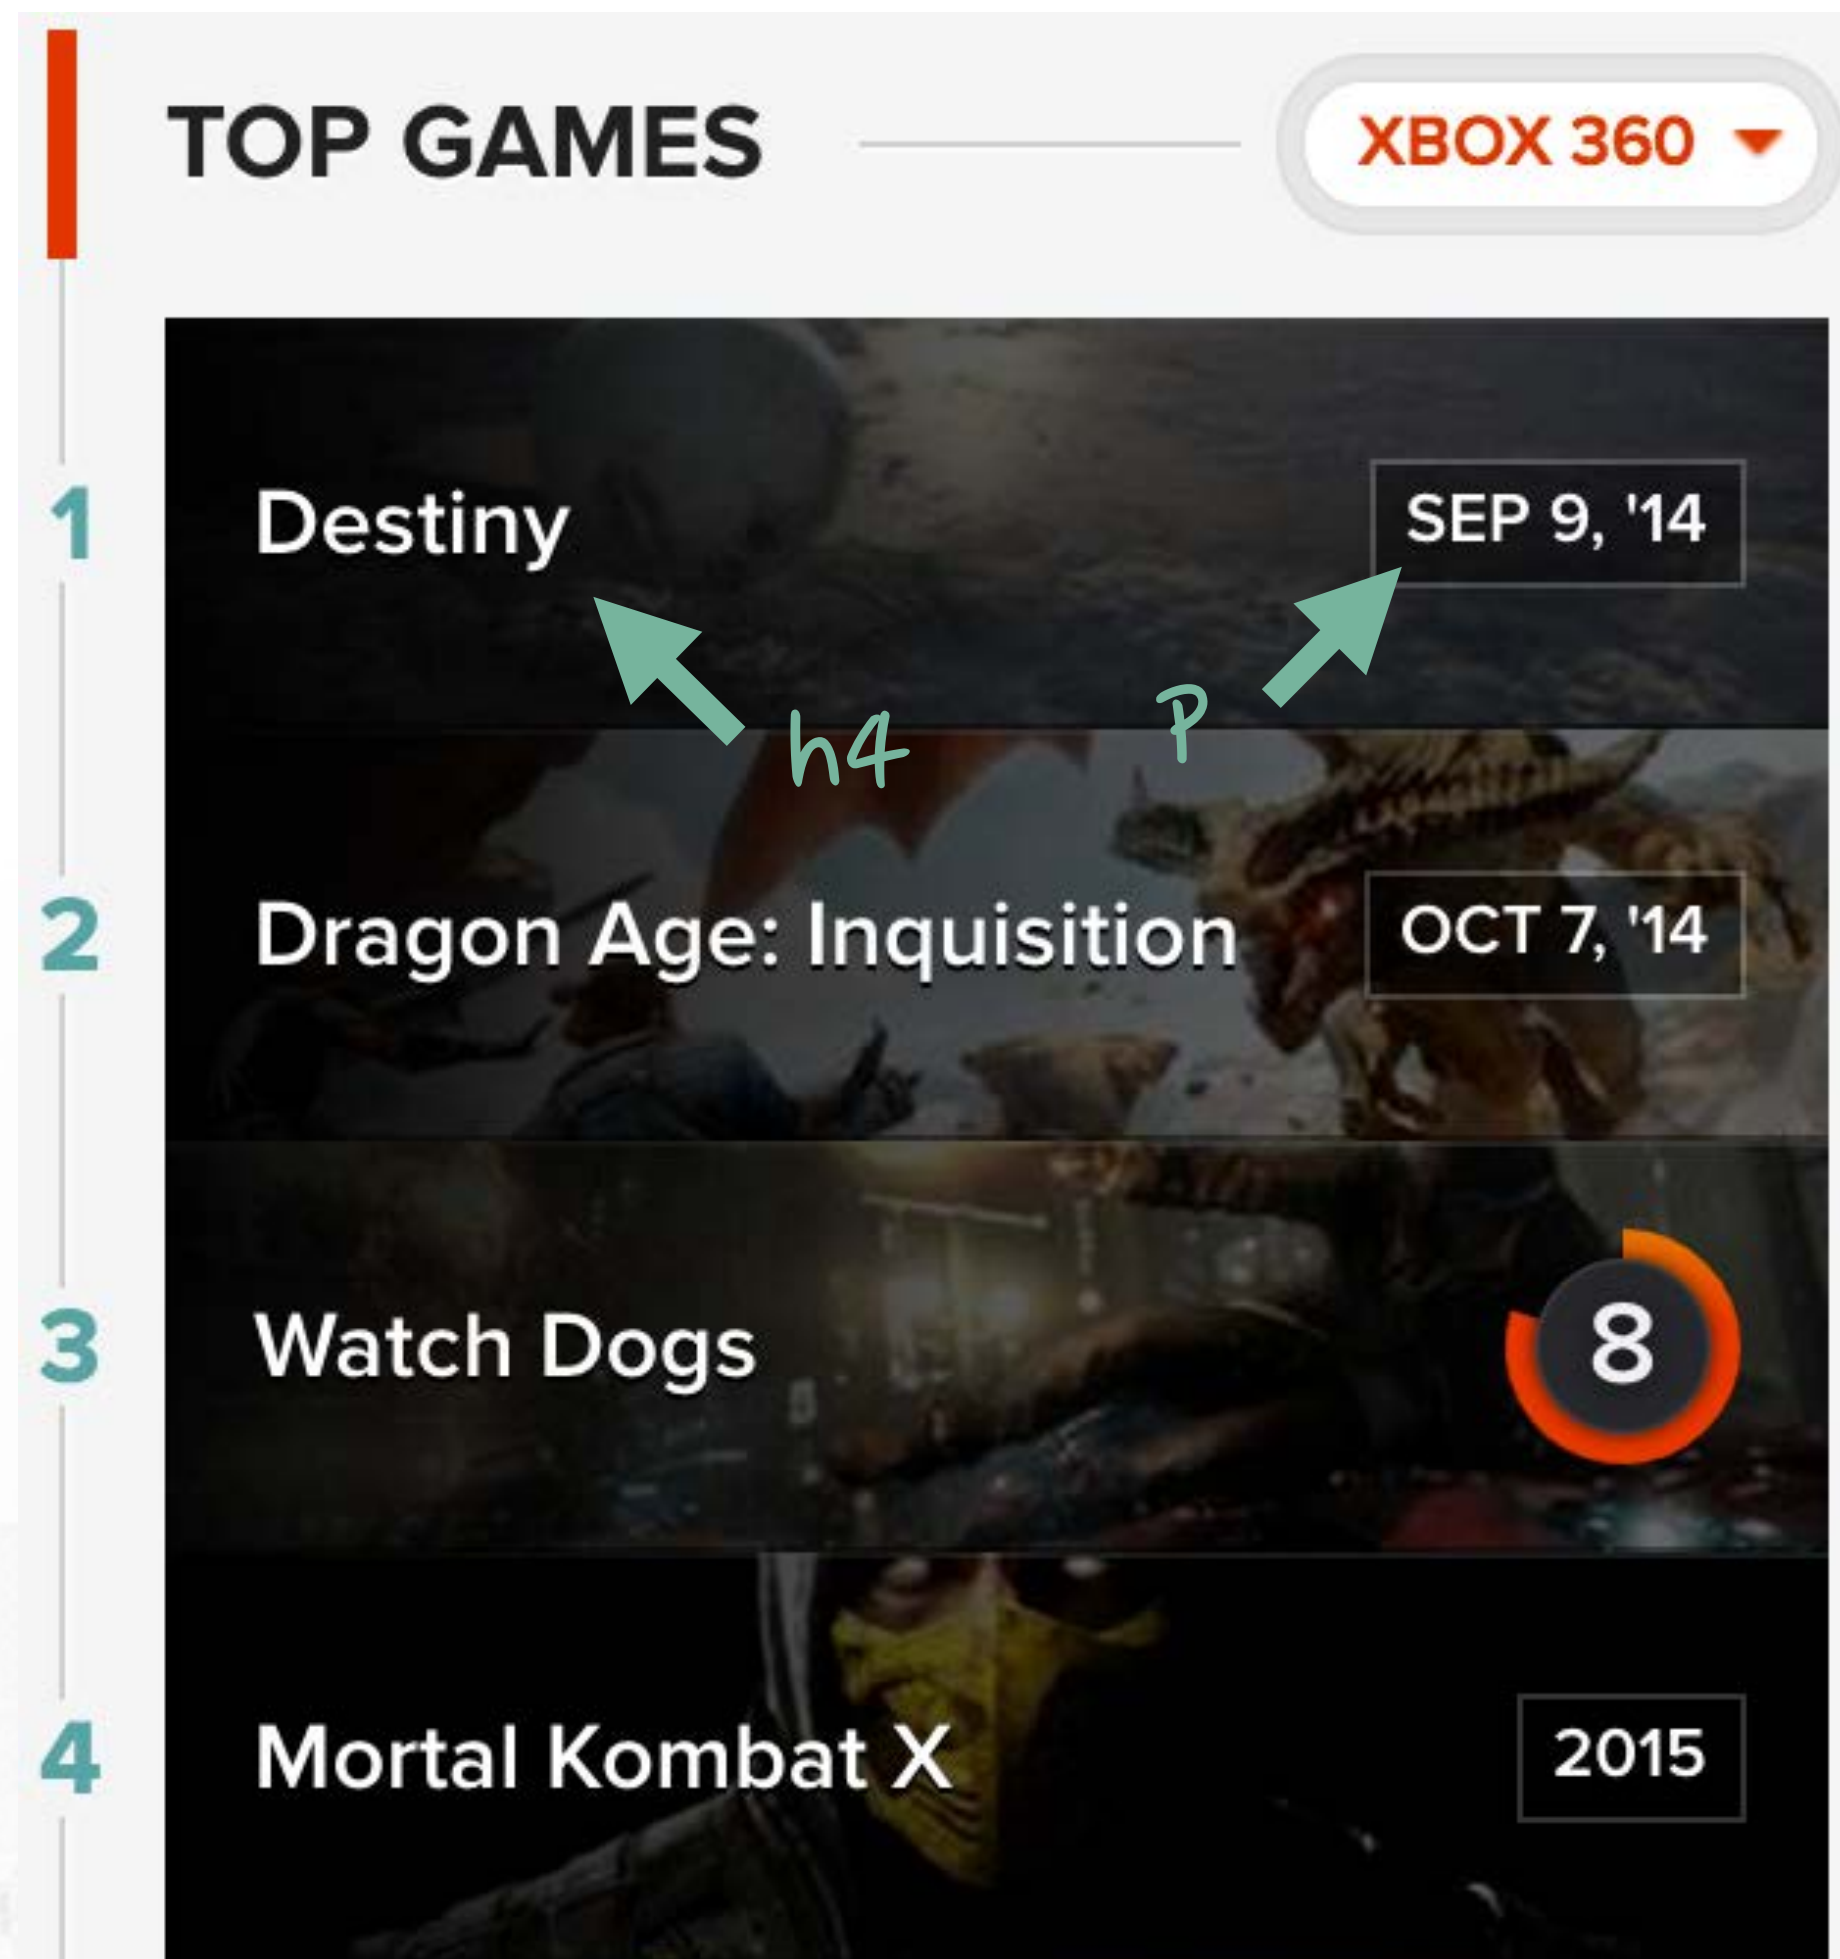 TOP GAMES XBOX 360
1 Destiny SEP 9, '14
h4 P
2 Dragon Age: Inquisition OCT 7, '14
3 Watch Dogs 8
4 Mortal Kombat X 2015